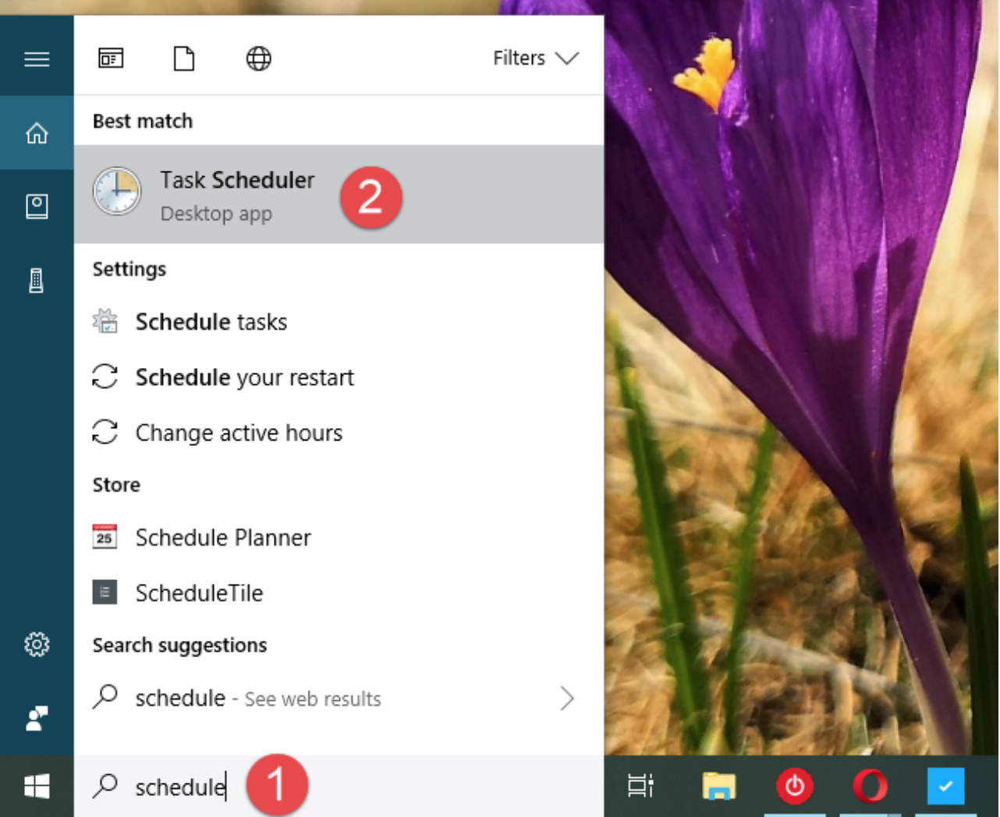 Filters
Best match
Task Scheduler
Desktop app
2
Settings
Schedule tasks
Schedule your restart
Change active hours
Store
25
Schedule Planner
ScheduleTile
Search suggestions
schedule - See web results
schedule
1